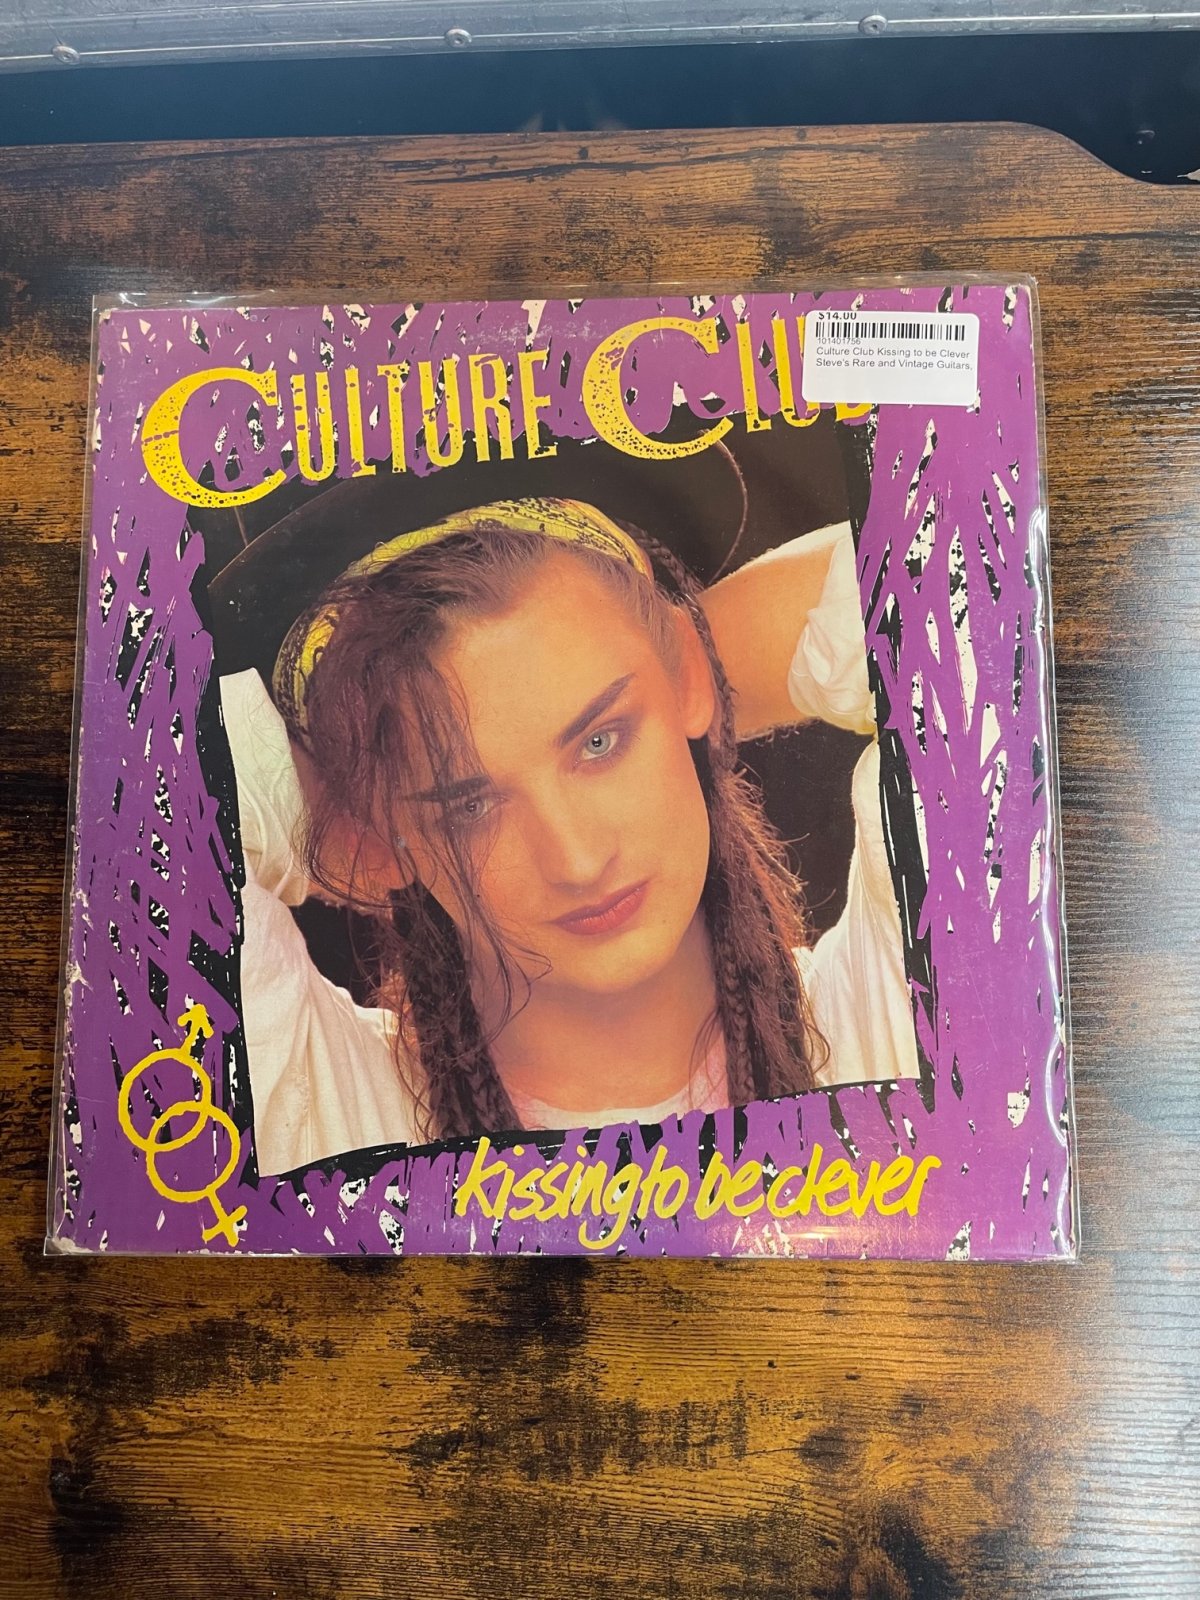 CULTURE CLUB
$14.00
101401756
Culture Club Kissing to be Clever
Steve's Rare and Vintage Guitars,
kissing to be clever